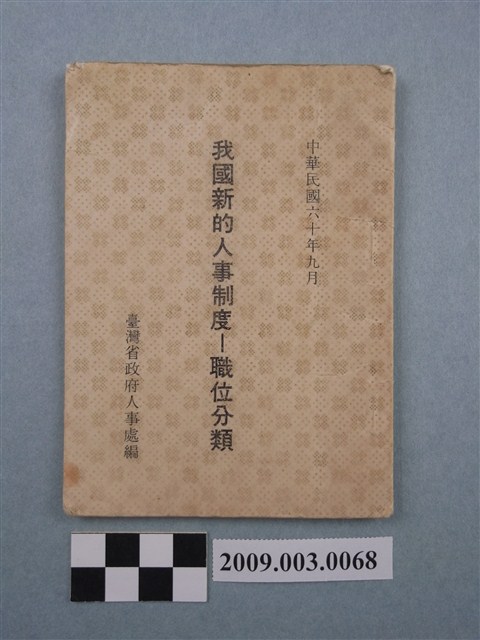 中華民國六十年九月
我國新的人事制度—職位分類
臺灣省政府人事處編
2009.003.0068